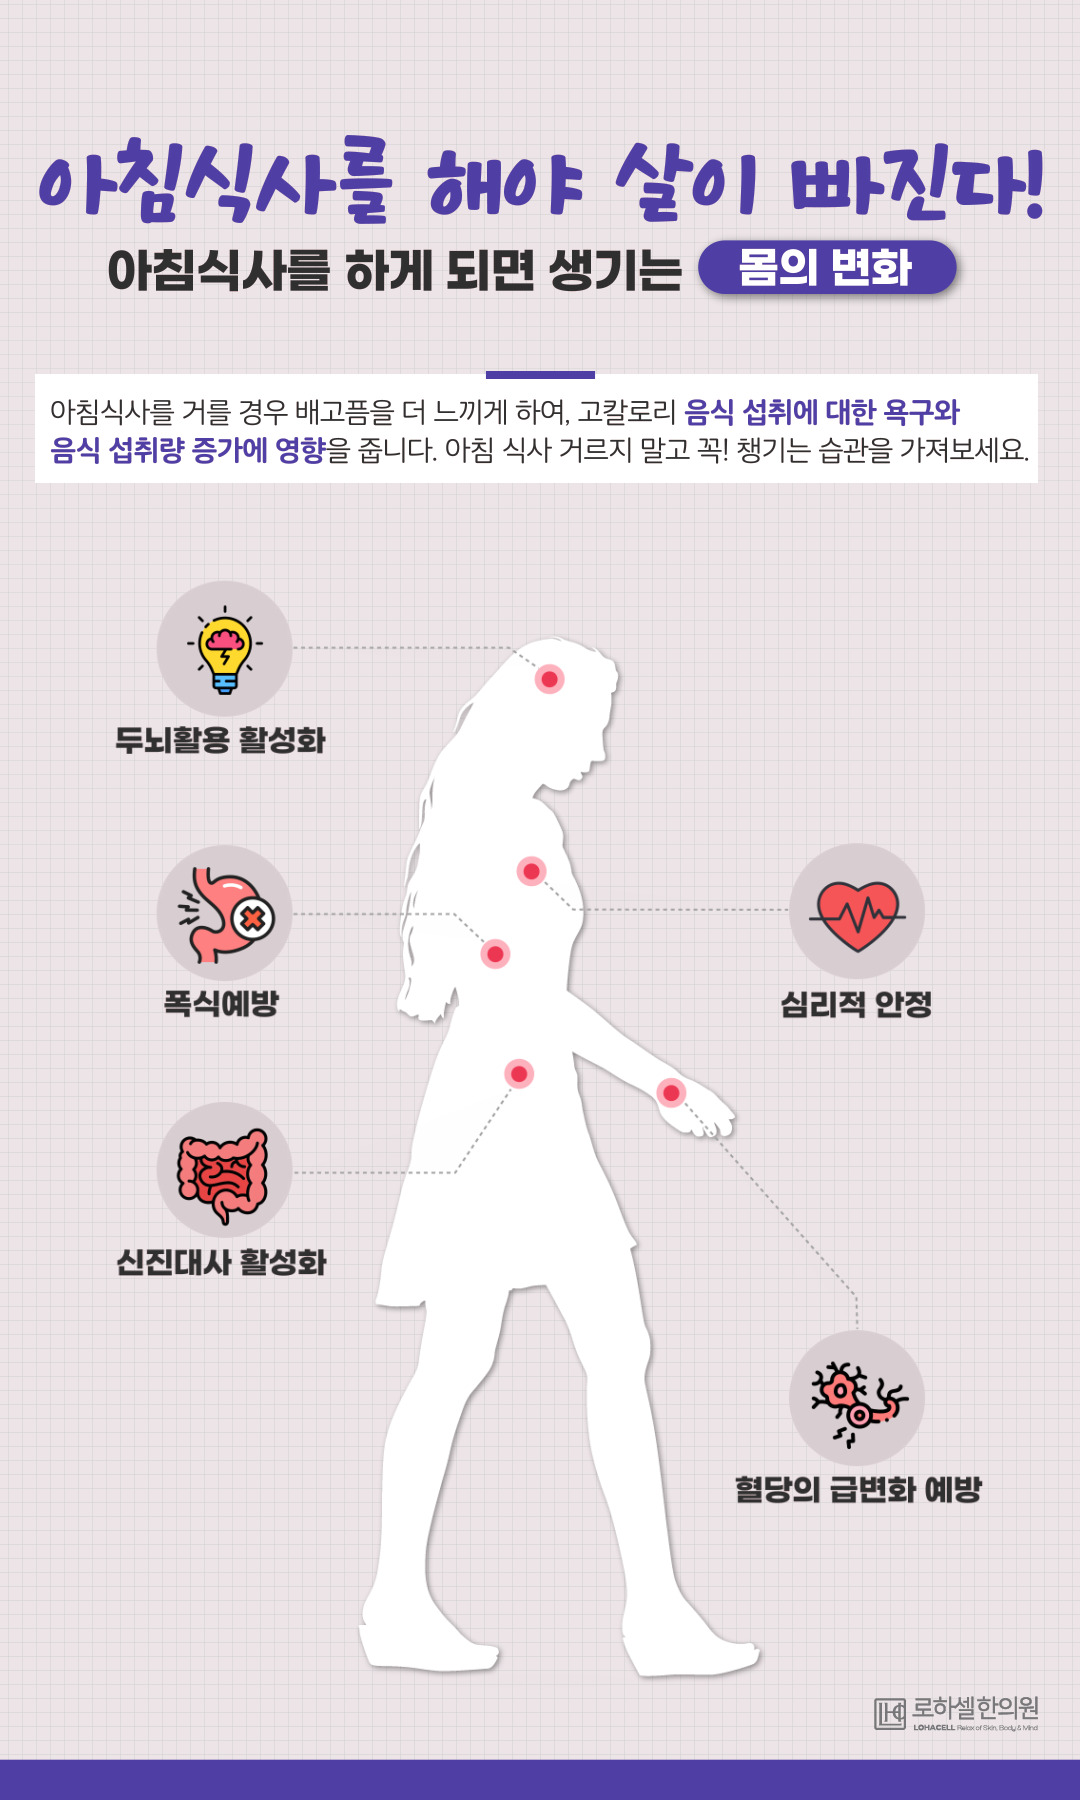 아침식사를 해야 살이 빠진다!
아침식사를 하게 되면 생기는 몸의 변화
아침식사를 거를 경우 배고픔을 더 느끼게 하여, 고칼로리 음식 섭취에 대한 욕구와
음식 섭취량 증가에 영향을 줍니다. 아침 식사 거르지 말고 꼭! 챙기는 습관을 가져보세요.
두뇌활용 활성화
폭식예방
심리적 안정
신진대사 활성화
혈당의 급변화 예방
로하셀한의원
LOHACELL Relax of Skin, Body & Mind